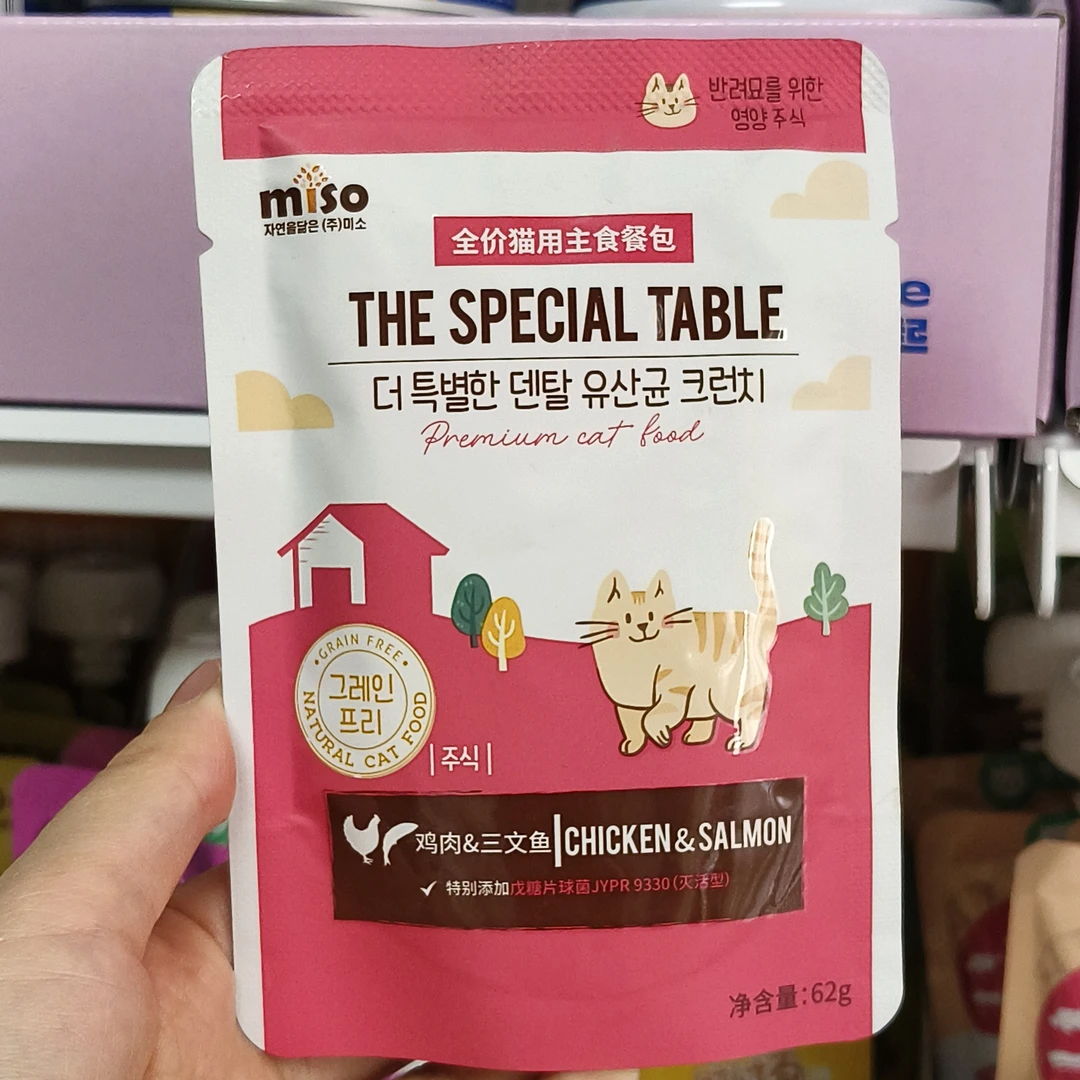 반려묘를 위한
영양 주식
miso
자연을닮은 (주)미소
全价猫用主食餐包
THE SPECIAL TABLE
더 특별한 덴탈 유산균 크런치
Premium cat food
GRAIN FREE
그레인
프리
NATURAL CAT FOOD
주식
鸡肉&三文鱼 CHICKEN & SALMON
特别添加戊糖片球菌JYPR 9330(灭活型)
净含量:62g